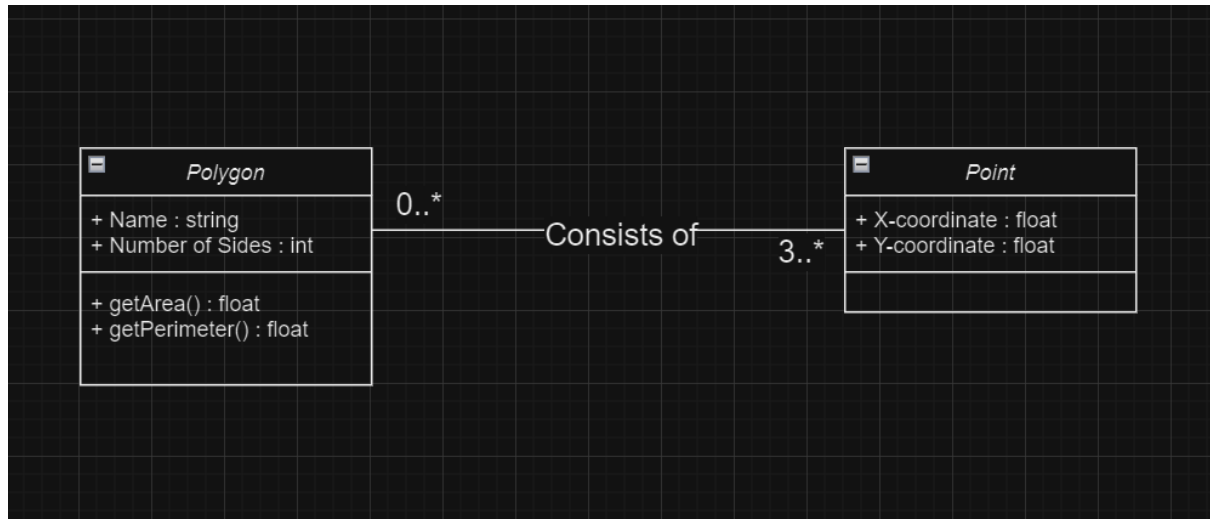 Polygon
+ Name : string
+ Number of Sides : int
+ getArea() : float
+ getPerimeter() : float
0..*
Consists of
3..*
Point
+ X-coordinate : float
+ Y-coordinate : float